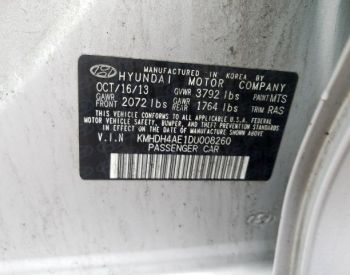 MANUFACTURED IN KOREA BY
HYUNDAI MOTOR COMPANY
OCT/16/13 GVWR 3792 lbs PAINT MTS
GAWR FRONT 2072 lbs GAWR REAR 1764 lbs TRIM RAS
THIS VEHICLE CONFORMS TO ALL APPLICABLE
FEDERAL MOTOR VEHICLE SAFETY, BUMPER,
AND THEFT PREVENTION STANDARDS IN EFFECT
ON THE DATE OF MANUFACTURE SHOWN ABOVE
V.I.N KMHDH4AE1DU008260
PASSENGER CAR